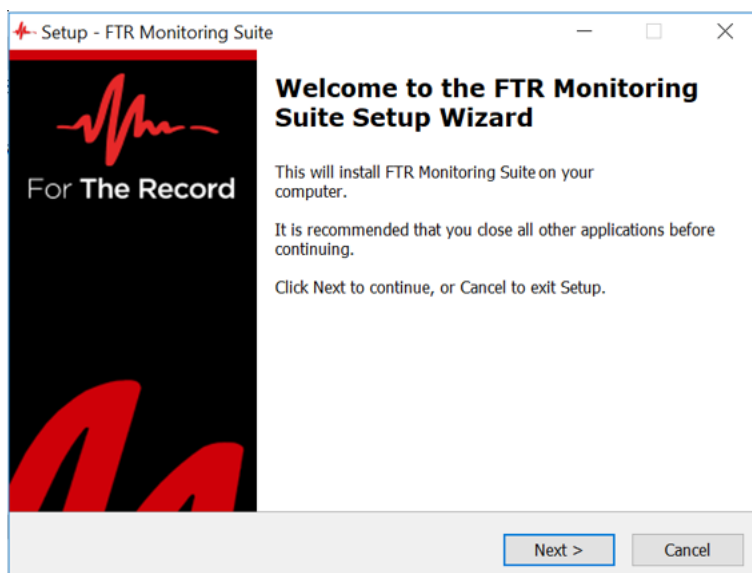 Setup - FTR Monitoring Suite
For The Record
Welcome to the FTR Monitoring
Suite Setup Wizard
This will install FTR Monitoring Suite on your
computer.
It is recommended that you close all other applications before
continuing.
Click Next to continue, or Cancel to exit Setup.
Next >
Cancel